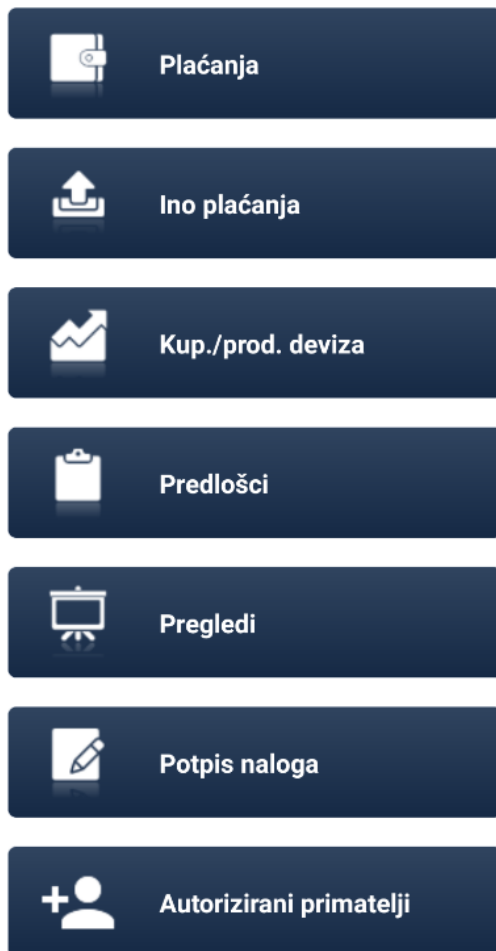 Plaćanja
Ino plaćanja
Kup./prod. deviza
Predlošci
Pregledi
Potpis naloga
Autorizirani primatelji